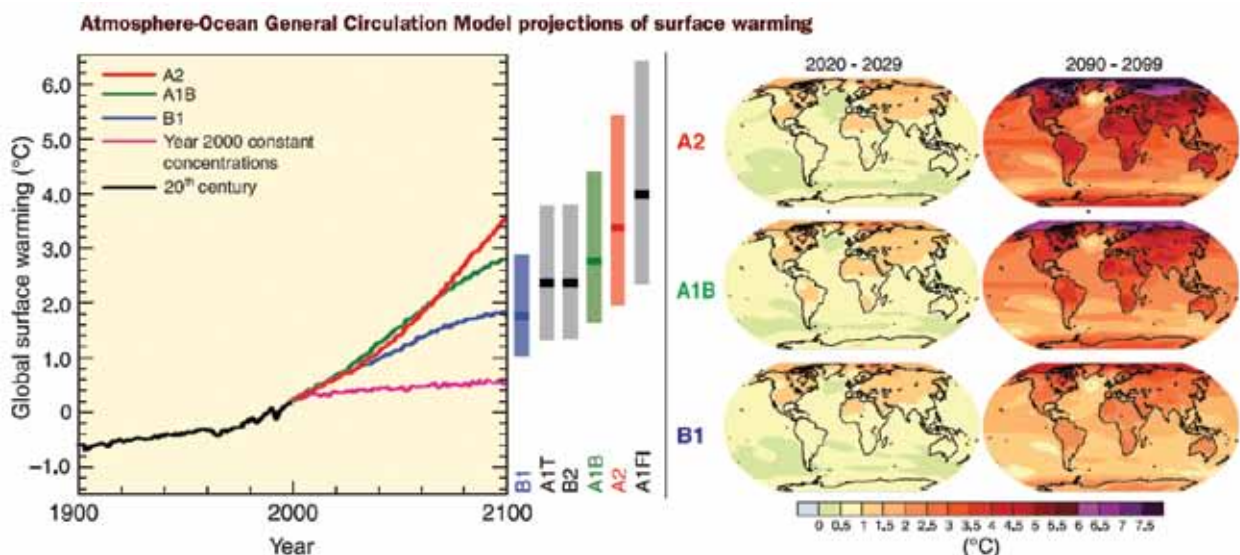 Atmosphere-Ocean General Circulation Model projections of surface warming
6.0
5.0
4.0
3.0
2.0
1.0
0
−1.0
Global surface warming (°C)
A2
A1B
B1
Year 2000 constant
concentrations
20th century
1900
2000
2100
Year
B1
A1T
B2
A1B
A2
A1FI
2020 - 2029
2090 - 2099
A2
A1B
B1
0 0.5 1 1.5 2 2.5 3 3.5 4 4.5 5 5.5 6 6.5 7 7.5
(°C)